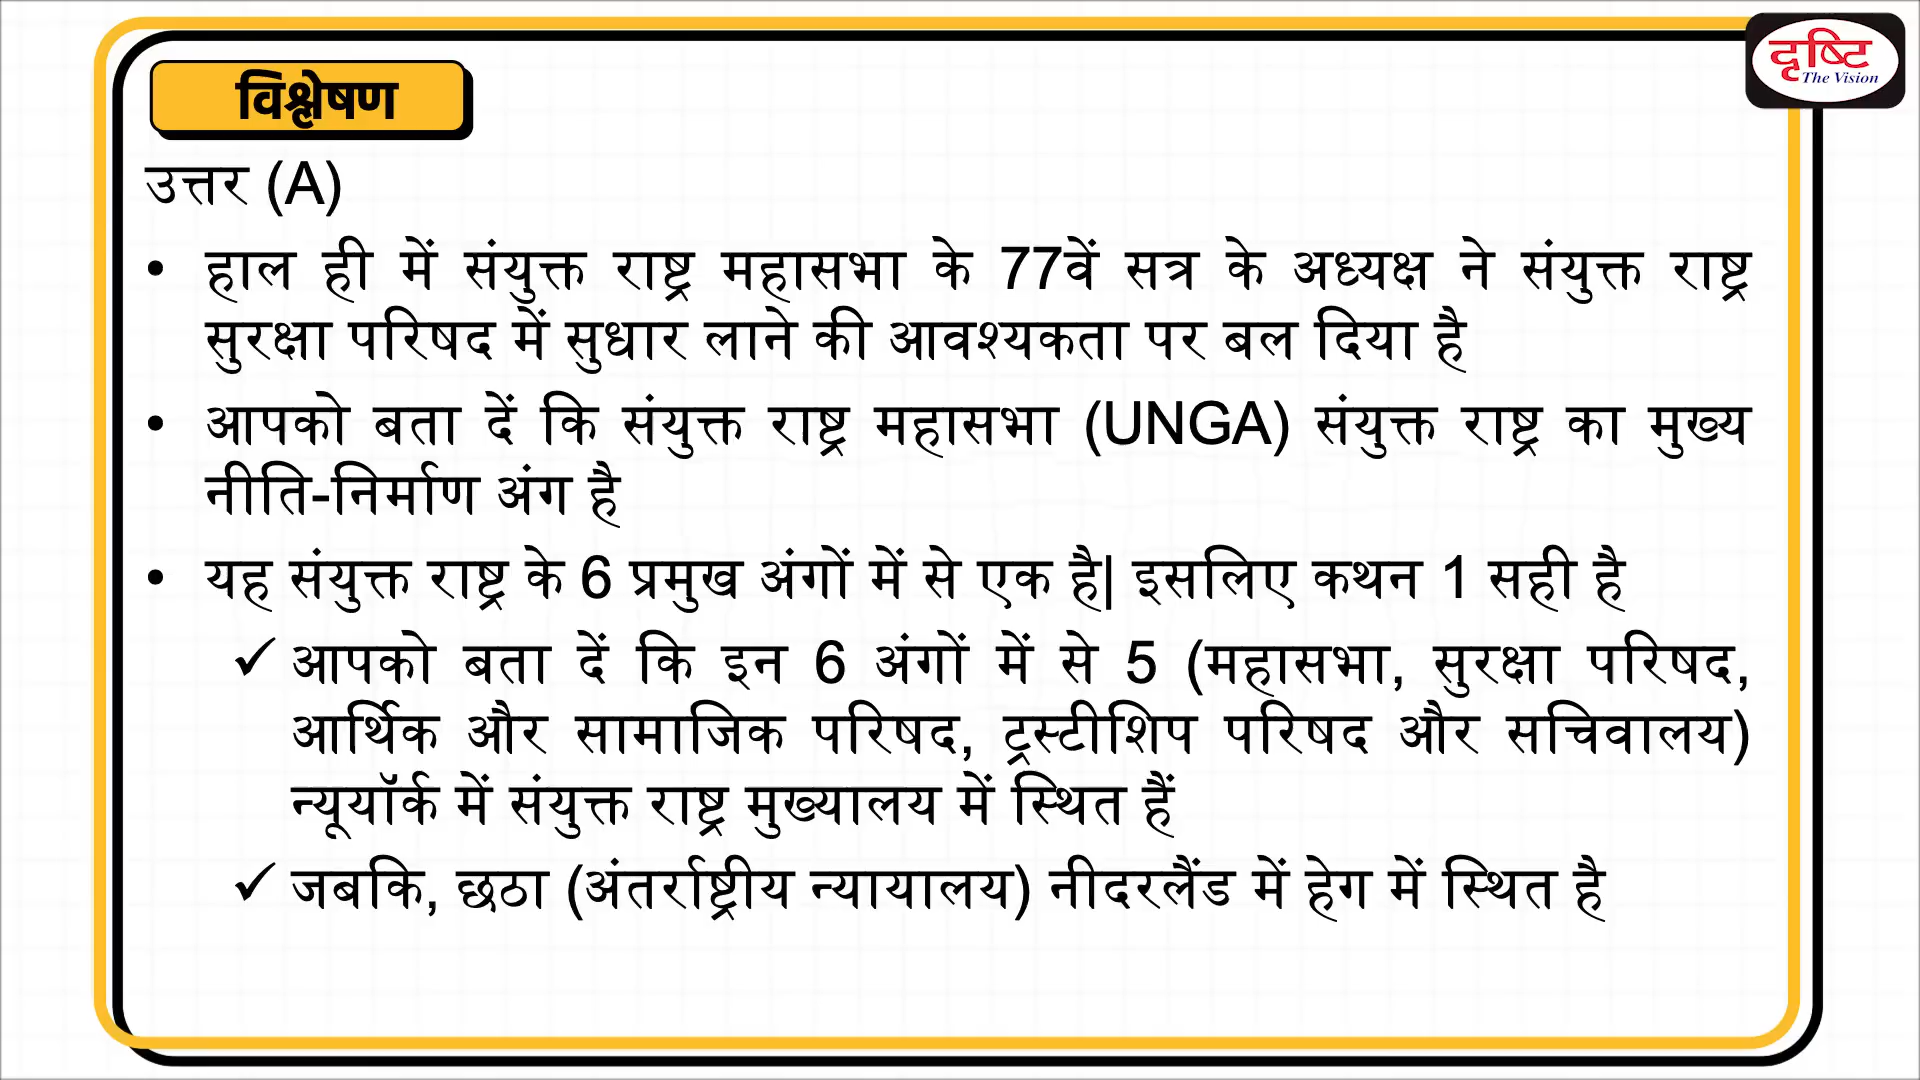 दृष्टि
The Vision
विश्लेषण
उत्तर (A)
• हाल ही में संयुक्त राष्ट्र महासभा के 77वें सत्र के अध्यक्ष ने संयुक्त राष्ट्र
सुरक्षा परिषद में सुधार लाने की आवश्यकता पर बल दिया है
• आपको बता दें कि संयुक्त राष्ट्र महासभा (UNGA) संयुक्त राष्ट्र का मुख्य
नीति-निर्माण अंग है
• यह संयुक्त राष्ट्र के 6 प्रमुख अंगों में से एक है| इसलिए कथन 1 सही है
✓ आपको बता दें कि इन 6 अंगों में से 5 (महासभा, सुरक्षा परिषद,
आर्थिक और सामाजिक परिषद, ट्रस्टीशिप परिषद और सचिवालय)
न्यूयॉर्क में संयुक्त राष्ट्र मुख्यालय में स्थित हैं
✓ जबकि, छठा (अंतर्राष्ट्रीय न्यायालय) नीदरलैंड में हेग में स्थित है